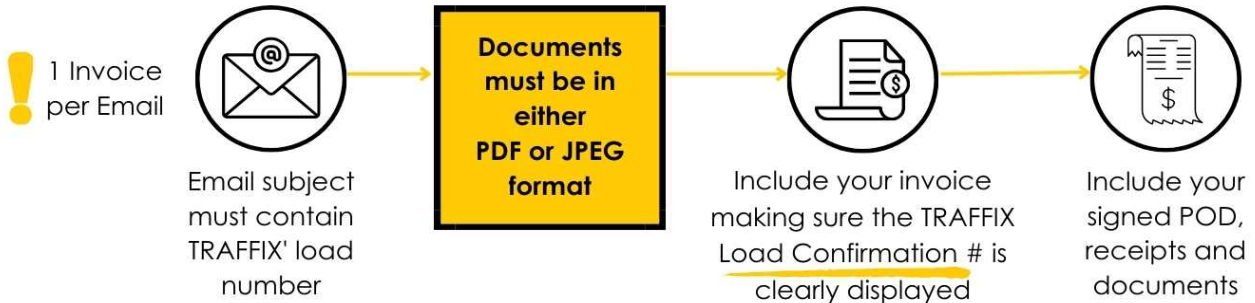 1 Invoice
per Email
@
Email subject
must contain
TRAFFIX' load
number
Documents
must be in
either
PDF or JPEG
format
$
Include your invoice
making sure the TRAFFIX
Load Confirmation # is
clearly displayed
$
Include your
signed POD,
receipts and
documents